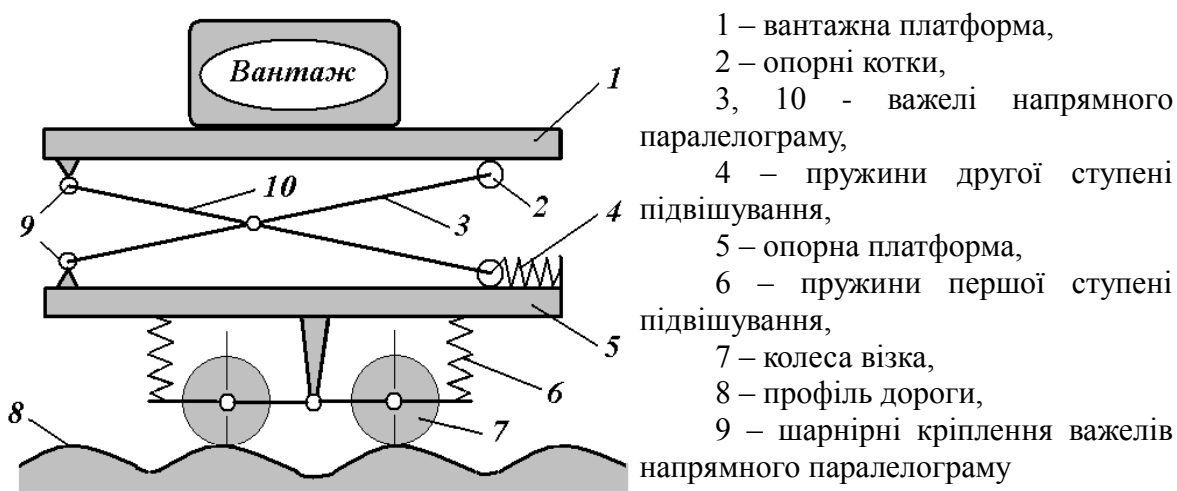 Вантаж
1
10
2
3
4
9
5
6
8
7
1 – вантажна платформа,
2 – опорні котки,
3, 10 - важелі напрямного
паралелограму,
4 – пружини другої ступені
підвішування,
5 – опорна платформа,
6 – пружини першої ступені
підвішування,
7 – колеса візка,
8 – профіль дороги,
9 – шарнірні кріплення важелів
напрямного паралелограму